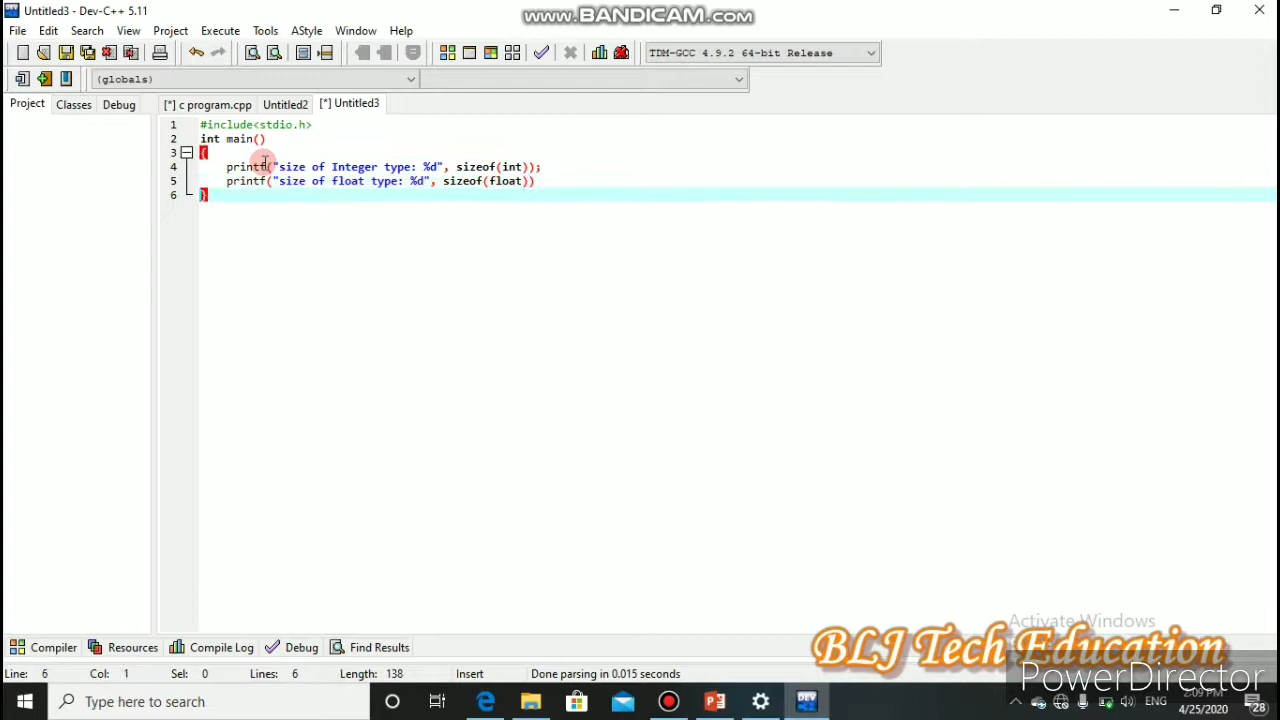 Untitled3 - Dev-C++ 5.11
www.BANDICAM.com
File Edit Search View Project Execute Tools AStyle Window Help
TDM-GCC 4.9.2 64-bit Release
(globals)
Project Classes Debug [*] c program.cpp Untitled2 [*] Untitled3
1 #include<stdio.h>
2 int main()
3 {
4 printf("size of Integer type: %d", sizeof(int));
5 printf("size of float type: %d", sizeof(float))
6 }
Activate Windows
Compiler Resources Compile Log Debug Find Results
BLJ Tech Education
Line: 6 Col: 1 Sel: 0 Lines: 6 Length: 138 Insert Done parsing in 0.015 seconds
PowerDirector
Type here to search
DEV
ENG
2:09 PM
4/25/2020
28